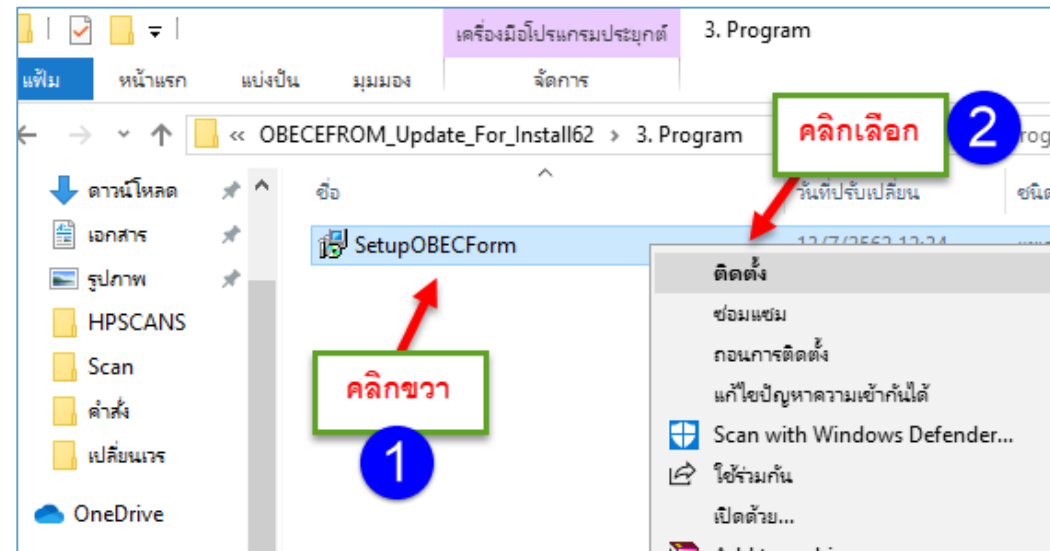 เครื่องมือโปรแกรมประยุกต์ 3. Program
แฟ้ม หน้าแรก แบ่งปัน มุมมอง จัดการ
« OBECEFROM_Update_For_Install62 › 3. Program
คลิกเลือก 2
ดาวน์โหลด
ชื่อ วันที่ปรับเปลี่ยน
เอกสาร
SetupOBECForm
รูปภาพ
HPSCANS
Scan
คำสั่ง
เปลี่ยนเวร
OneDrive
คลิกขวา
1
ติดตั้ง
ซ่อมแซม
ถอนการติดตั้ง
แก้ไขปัญหาความเข้ากันได้
Scan with Windows Defender...
ใช้ร่วมกัน
เปิดด้วย...